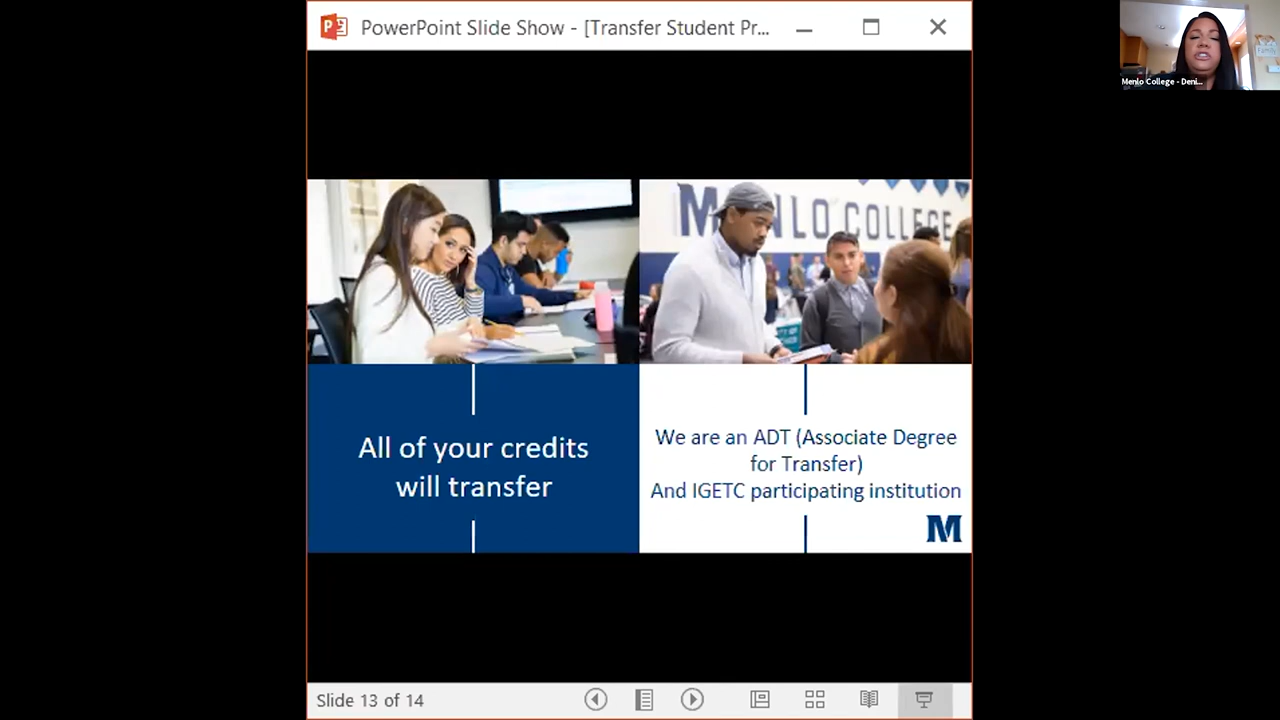 PowerPoint Slide Show - [Transfer Student Pr...
Menlo College - Deni...
MENLO COLLEGE
All of your credits
will transfer
We are an ADT (Associate Degree
for Transfer)
And IGETC participating institution
M
Slide 13 of 14